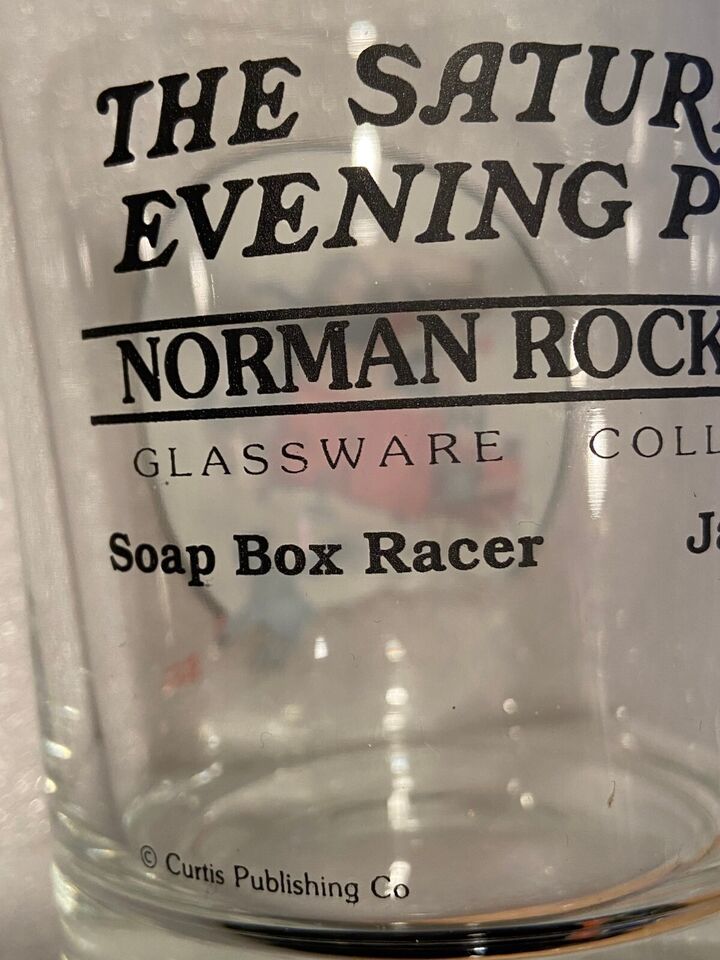 THE SATUR
EVENING P
NORMAN ROCK
GLASSWARE COLL
Soap Box Racer Ja
© Curtis Publishing Co